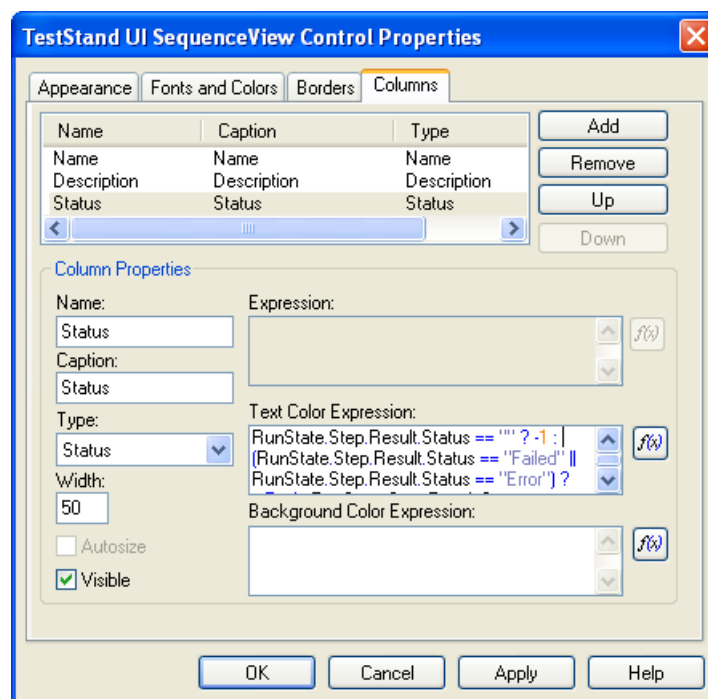 TestStand UI SequenceView Control Properties
Appearance Fonts and Colors Borders Columns
Name Caption Type
Name Name Name
Description Description Description
Status Status Status
Add
Remove
Up
Down
Column Properties
Name:
Status
Caption:
Status
Type:
Status
Width:
50
Autosize
Visible
Expression:
f(x)
Text Color Expression:
RunState.Step.Result.Status == "" ? -1 :
(RunState.Step.Result.Status == "Failed" ||
RunState.Step.Result.Status == "Error") ?
f(x)
Background Color Expression:
f(x)
OK Cancel Apply Help